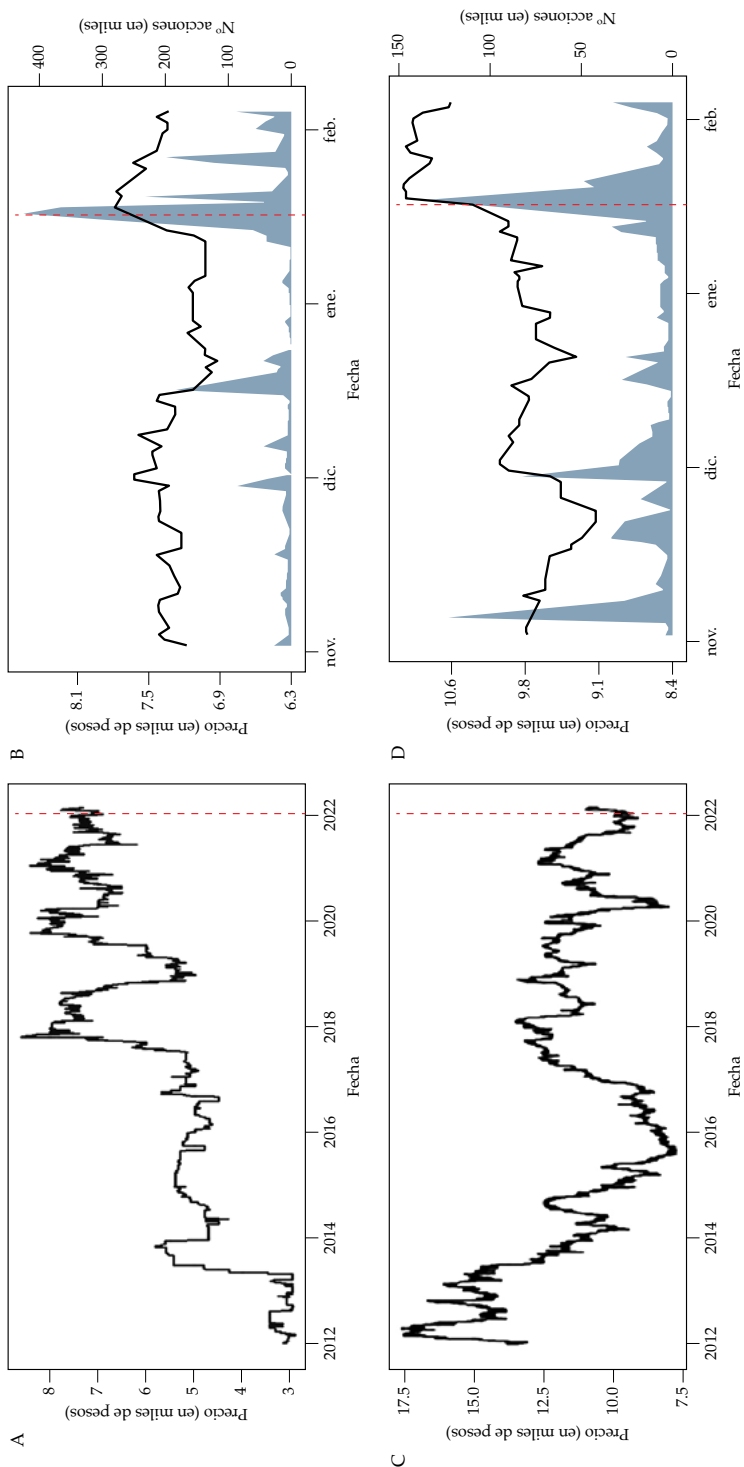 A
Precio (en miles de pesos)
8
7
6
5
4
3
2012
2014
2016
2018
2020
2022
Fecha
B
Precio (en miles de pesos)
8.1
7.5
6.9
6.3
Nº acciones (en miles)
400
300
200
100
0
nov.
dic.
ene.
feb.
Fecha
C
Precio (en miles de pesos)
17.5
15.0
12.5
10.0
7.5
2012
2014
2016
2018
2020
2022
Fecha
D
Precio (en miles de pesos)
10.6
9.8
9.1
8.4
Nº acciones (en miles)
150
100
50
0
nov.
dic.
ene.
feb.
Fecha